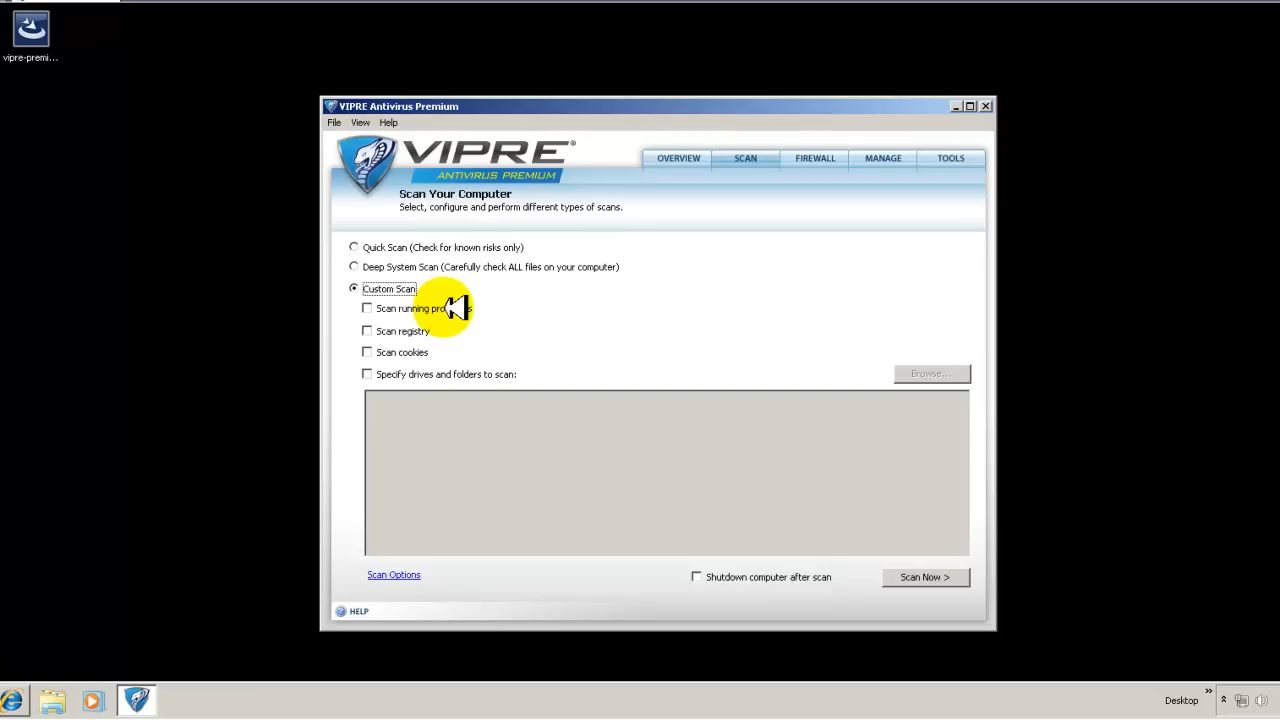 vipre-premi...
VIPRE Antivirus Premium
File View Help
VIPRE®
ANTIVIRUS PREMIUM
OVERVIEW SCAN FIREWALL MANAGE TOOLS
Scan Your Computer
Select, configure and perform different types of scans.
Quick Scan (Check for known risks only)
Deep System Scan (Carefully check ALL files on your computer)
Custom Scan
Scan running pro s
Scan registry
Scan cookies
Specify drives and folders to scan:
Browse...
Scan Options
Shutdown computer after scan
Scan Now >
HELP
Desktop »